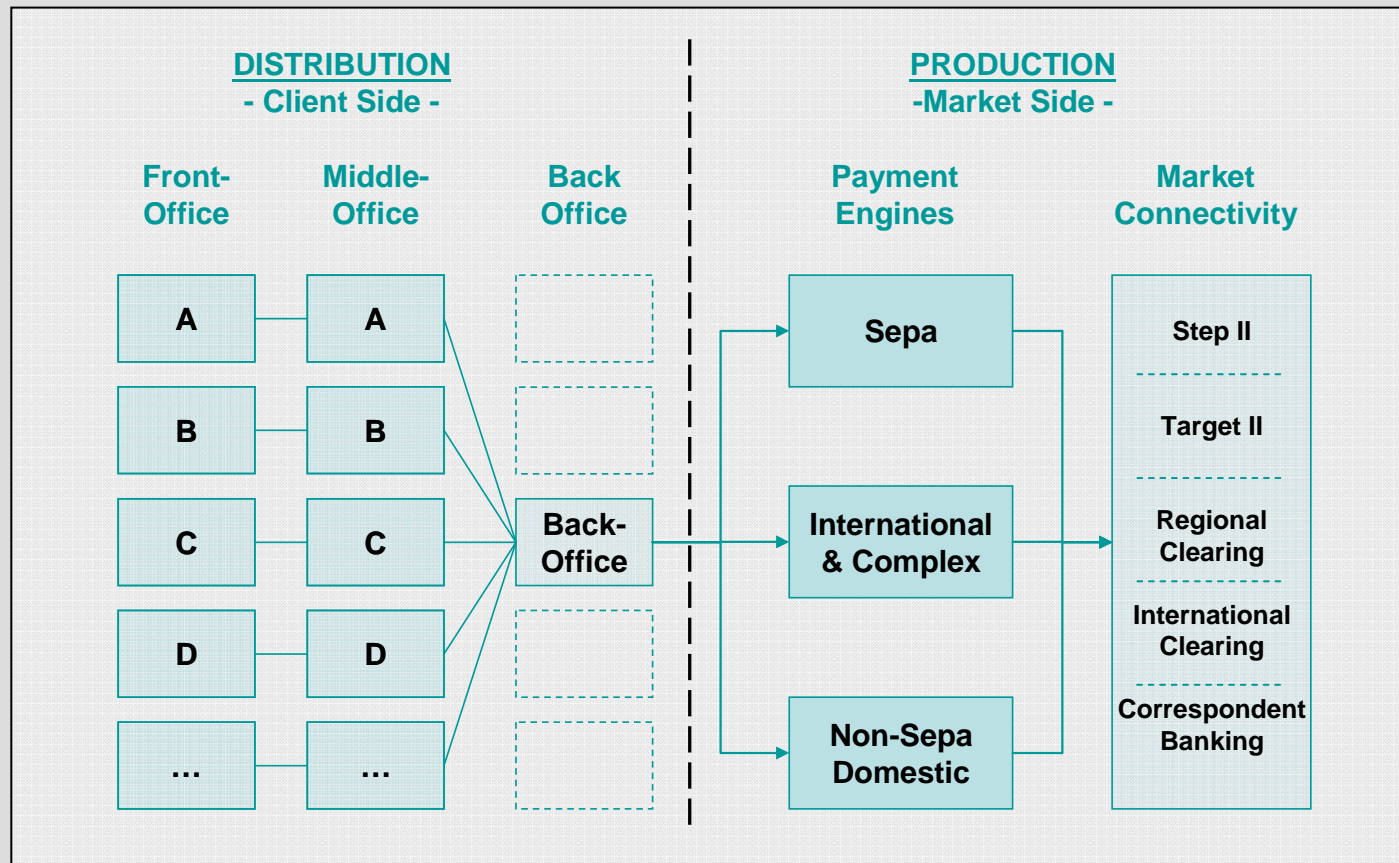 DISTRIBUTION
- Client Side -
PRODUCTION
-Market Side -
Front-
Office
Middle-
Office
Back
Office
Payment
Engines
Market
Connectivity
A
A
B
B
C
C
D
D
...
...
Back-
Office
Sepa
International
& Complex
Non-Sepa
Domestic
Step II
Target II
Regional
Clearing
International
Clearing
Correspondent
Banking